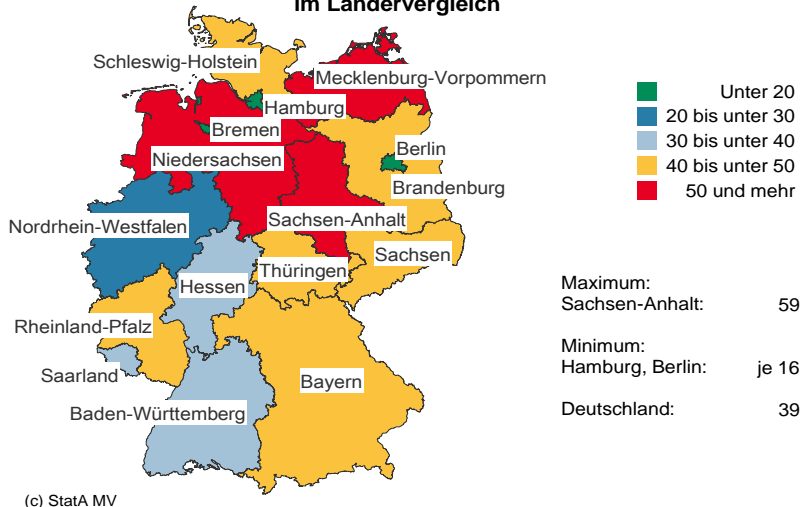 im Ländervergleich
Schleswig-Holstein
Mecklenburg-Vorpommern
Hamburg
Bremen
Niedersachsen
Berlin
Brandenburg
Nordrhein-Westfalen
Sachsen-Anhalt
Sachsen
Thüringen
Hessen
Rheinland-Pfalz
Saarland
Bayern
Baden-Württemberg
Unter 20
20 bis unter 30
30 bis unter 40
40 bis unter 50
50 und mehr
Maximum:
Sachsen-Anhalt: 59
Minimum:
Hamburg, Berlin: je 16
Deutschland: 39
(c) StatA MV